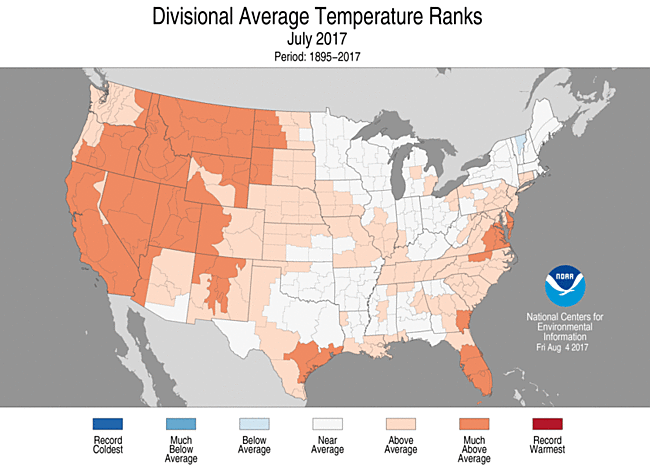 Divisional Average Temperature Ranks
July 2017
Period: 1895–2017
NOAA
National Centers for
Environmental
Information
Fri Aug 4 2017
Record
Coldest
Much
Below
Average
Below
Average
Near
Average
Above
Average
Much
Above
Average
Record
Warmest